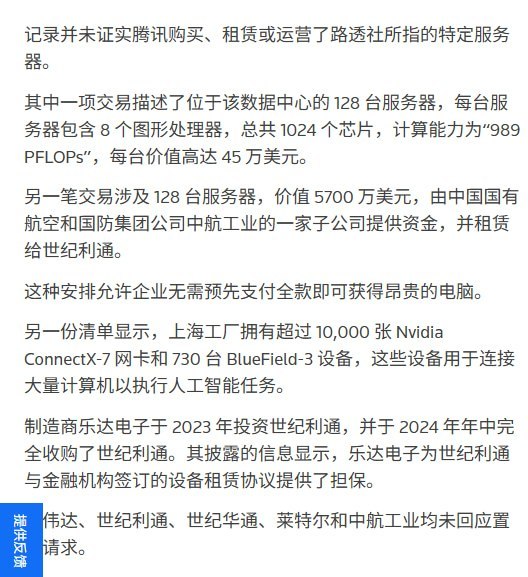 记录并未证实腾讯购买、租赁或运营了路透社所指的特定服务
器。
其中一项交易描述了位于该数据中心的 128 台服务器，每台服
务器包含 8 个图形处理器，总共 1024 个芯片，计算能力为“989
PFLOPs”，每台价值高达 45 万美元。
另一笔交易涉及 128 台服务器，价值 5700 万美元，由中国国有
航空和国防集团公司中航工业的一家子公司提供资金，并租赁
给世纪利通。
这种安排允许企业无需预先支付全款即可获得昂贵的电脑。
另一份清单显示，上海工厂拥有超过 10,000 张 Nvidia
ConnectX-7 网卡和 730 台 BlueField-3 设备，这些设备用于连接
大量计算机以执行人工智能任务。
制造商乐达电子于 2023 年投资世纪利通，并于 2024 年年中完
全收购了世纪利通。其披露的信息显示，乐达电子为世纪利通
与金融机构签订的设备租赁协议提供了担保。
伟达、世纪利通、世纪华通、莱特尔和中航工业均未回应置
请求。
提供反馈